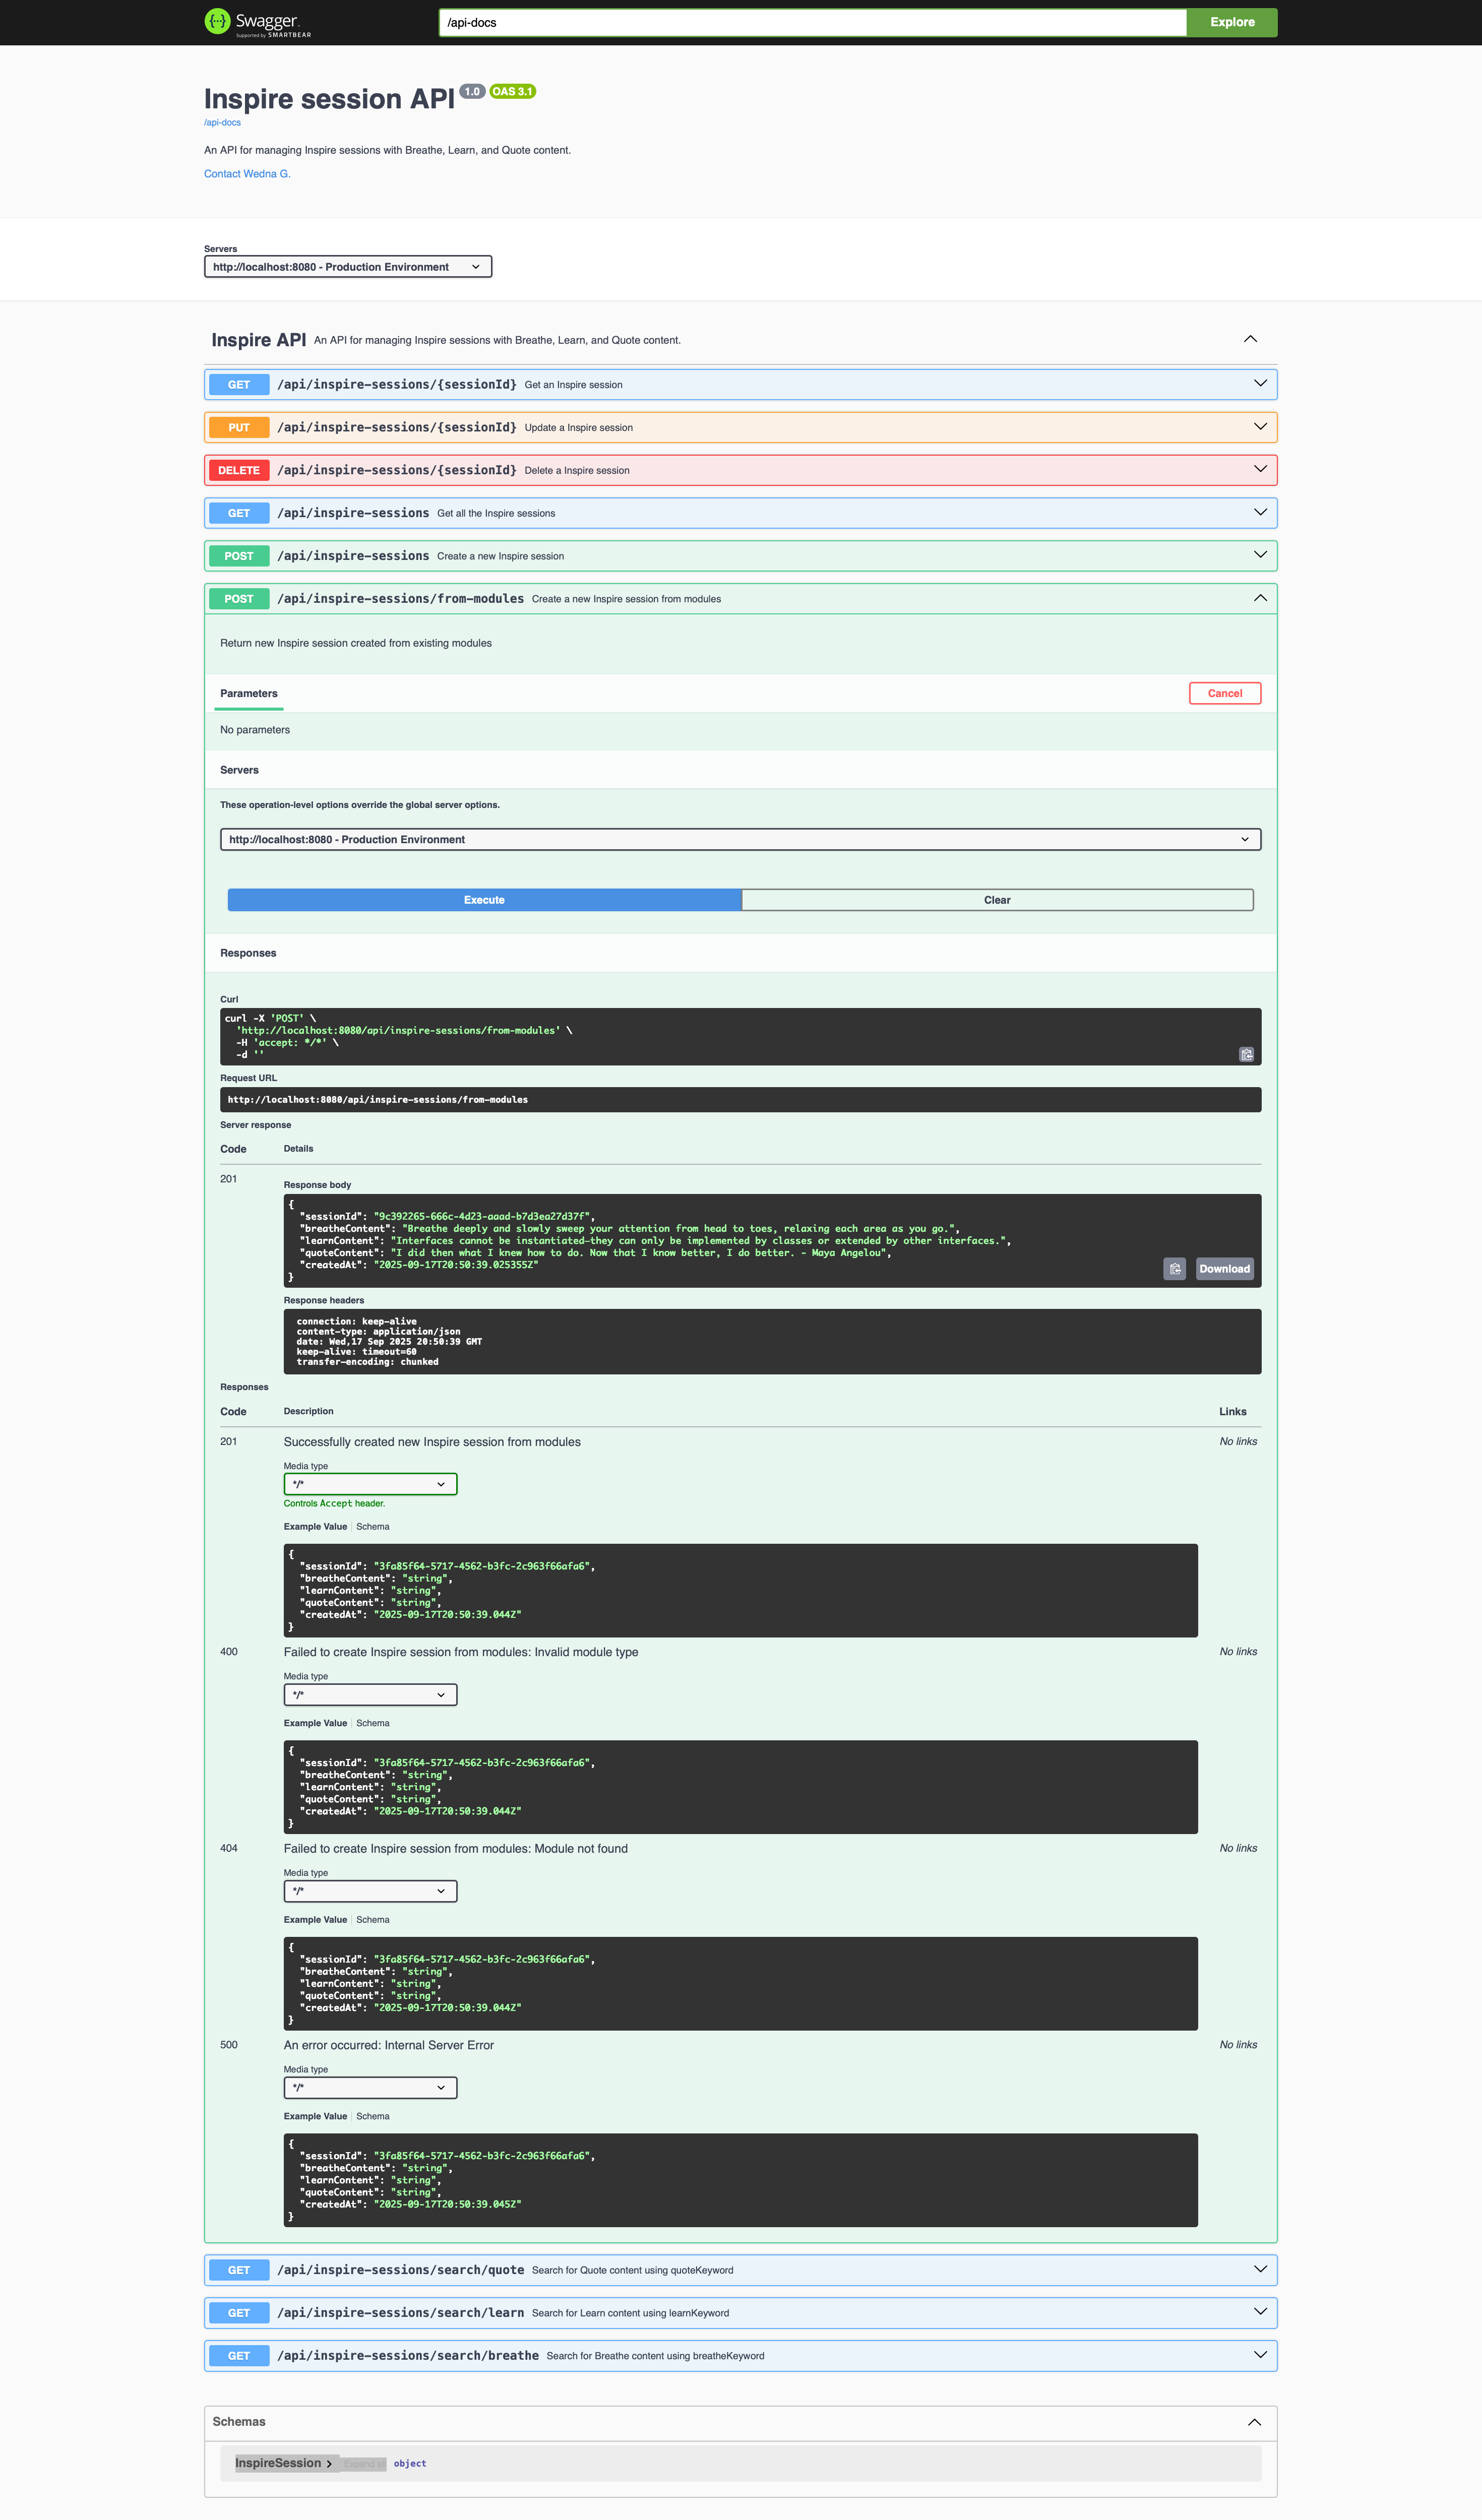 Swagger
Supported by SMARTBEAR
/api-docs
Explore
Inspire session API 1.0 OAS 3.1
/api-docs
An API for managing Inspire sessions with Breathe, Learn, and Quote content.
Contact Wedna G.
Servers
http://localhost:8080 - Production Environment
Inspire API An API for managing Inspire sessions with Breathe, Learn, and Quote content.
GET /api/inspire-sessions/{sessionId} Get an Inspire session
PUT /api/inspire-sessions/{sessionId} Update a Inspire session
DELETE /api/inspire-sessions/{sessionId} Delete a Inspire session
GET /api/inspire-sessions Get all the Inspire sessions
POST /api/inspire-sessions Create a new Inspire session
POST /api/inspire-sessions/from-modules Create a new Inspire session from modules
Return new Inspire session created from existing modules
Parameters Cancel
No parameters
Servers
These operation-level options override the global server options.
http://localhost:8080 - Production Environment
Execute Clear
Responses
Curl
curl -X 'POST' \
'http://localhost:8080/api/inspire-sessions/from-modules' \
-H 'accept: */*' \
-d ''
Request URL
http://localhost:8080/api/inspire-sessions/from-modules
Server response
Code Details
201
Response body
{
"sessionId": "9c392265-666c-4d23-aaad-b7d3ea27d37f",
"breatheContent": "Breathe deeply and slowly sweep your attention from head to toes, relaxing each area as you go.",
"learnContent": "Interfaces cannot be instantiated—they can only be implemented by classes or extended by other interfaces.",
"quoteContent": "I did then what I knew how to do. Now that I know better, I do better. - Maya Angelou",
"createdAt": "2025-09-17T20:50:39.025355Z"
}
Download
Response headers
connection: keep-alive
content-type: application/json
date: Wed,17 Sep 2025 20:50:39 GMT
keep-alive: timeout=60
transfer-encoding: chunked
Responses
Code Description Links
201 Successfully created new Inspire session from modules No links
Media type
*/*
Controls Accept header.
Example Value Schema
{
"sessionId": "3fa85f64-5717-4562-b3fc-2c963f66afa6",
"breatheContent": "string",
"learnContent": "string",
"quoteContent": "string",
"createdAt": "2025-09-17T20:50:39.044Z"
}
400 Failed to create Inspire session from modules: Invalid module type No links
Media type
*/*
Example Value Schema
{
"sessionId": "3fa85f64-5717-4562-b3fc-2c963f66afa6",
"breatheContent": "string",
"learnContent": "string",
"quoteContent": "string",
"createdAt": "2025-09-17T20:50:39.044Z"
}
404 Failed to create Inspire session from modules: Module not found No links
Media type
*/*
Example Value Schema
{
"sessionId": "3fa85f64-5717-4562-b3fc-2c963f66afa6",
"breatheContent": "string",
"learnContent": "string",
"quoteContent": "string",
"createdAt": "2025-09-17T20:50:39.044Z"
}
500 An error occurred: Internal Server Error No links
Media type
*/*
Example Value Schema
{
"sessionId": "3fa85f64-5717-4562-b3fc-2c963f66afa6",
"breatheContent": "string",
"learnContent": "string",
"quoteContent": "string",
"createdAt": "2025-09-17T20:50:39.045Z"
}
GET /api/inspire-sessions/search/quote Search for Quote content using quoteKeyword
GET /api/inspire-sessions/search/learn Search for Learn content using learnKeyword
GET /api/inspire-sessions/search/breathe Search for Breathe content using breatheKeyword
Schemas
InspireSession Expand all object